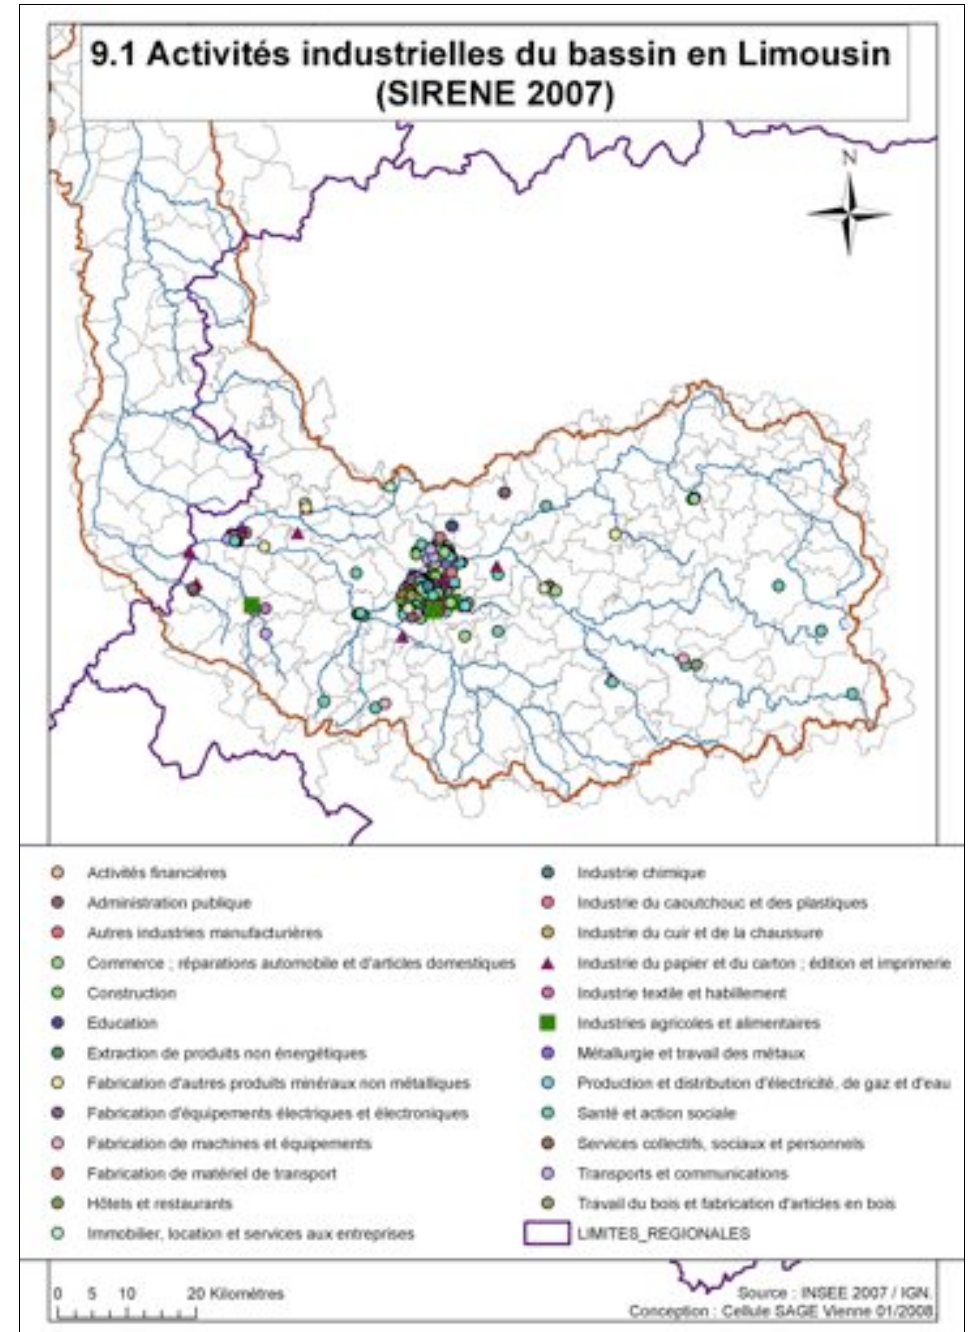 9.1 Activités industrielles du bassin en Limousin
(SIRENE 2007)
N
Activités financières
Administration publique
Autres industries manufacturières
Commerce ; réparations automobile et d'articles domestiques
Construction
Education
Extraction de produits non énergétiques
Fabrication d'autres produits minéraux non métalliques
Fabrication d'équipements électriques et électroniques
Fabrication de machines et équipements
Fabrication de matériel de transport
Hôtels et restaurants
Immobilier, location et services aux entreprises
Industrie chimique
Industrie du caoutchouc et des plastiques
Industrie du cuir et de la chaussure
Industrie du papier et du carton ; édition et imprimerie
Industrie textile et habillement
Industries agricoles et alimentaires
Métallurgie et travail des métaux
Production et distribution d'électricité, de gaz et d'eau
Santé et action sociale
Services collectifs, sociaux et personnels
Transports et communications
Travail du bois et fabrication d'articles en bois
LIMITES_REGIONALES
0 5 10 20 Kilomètres
Source : INSEE 2007 / IGN.
Conception : Cellule SAGE Vienne 01/2008